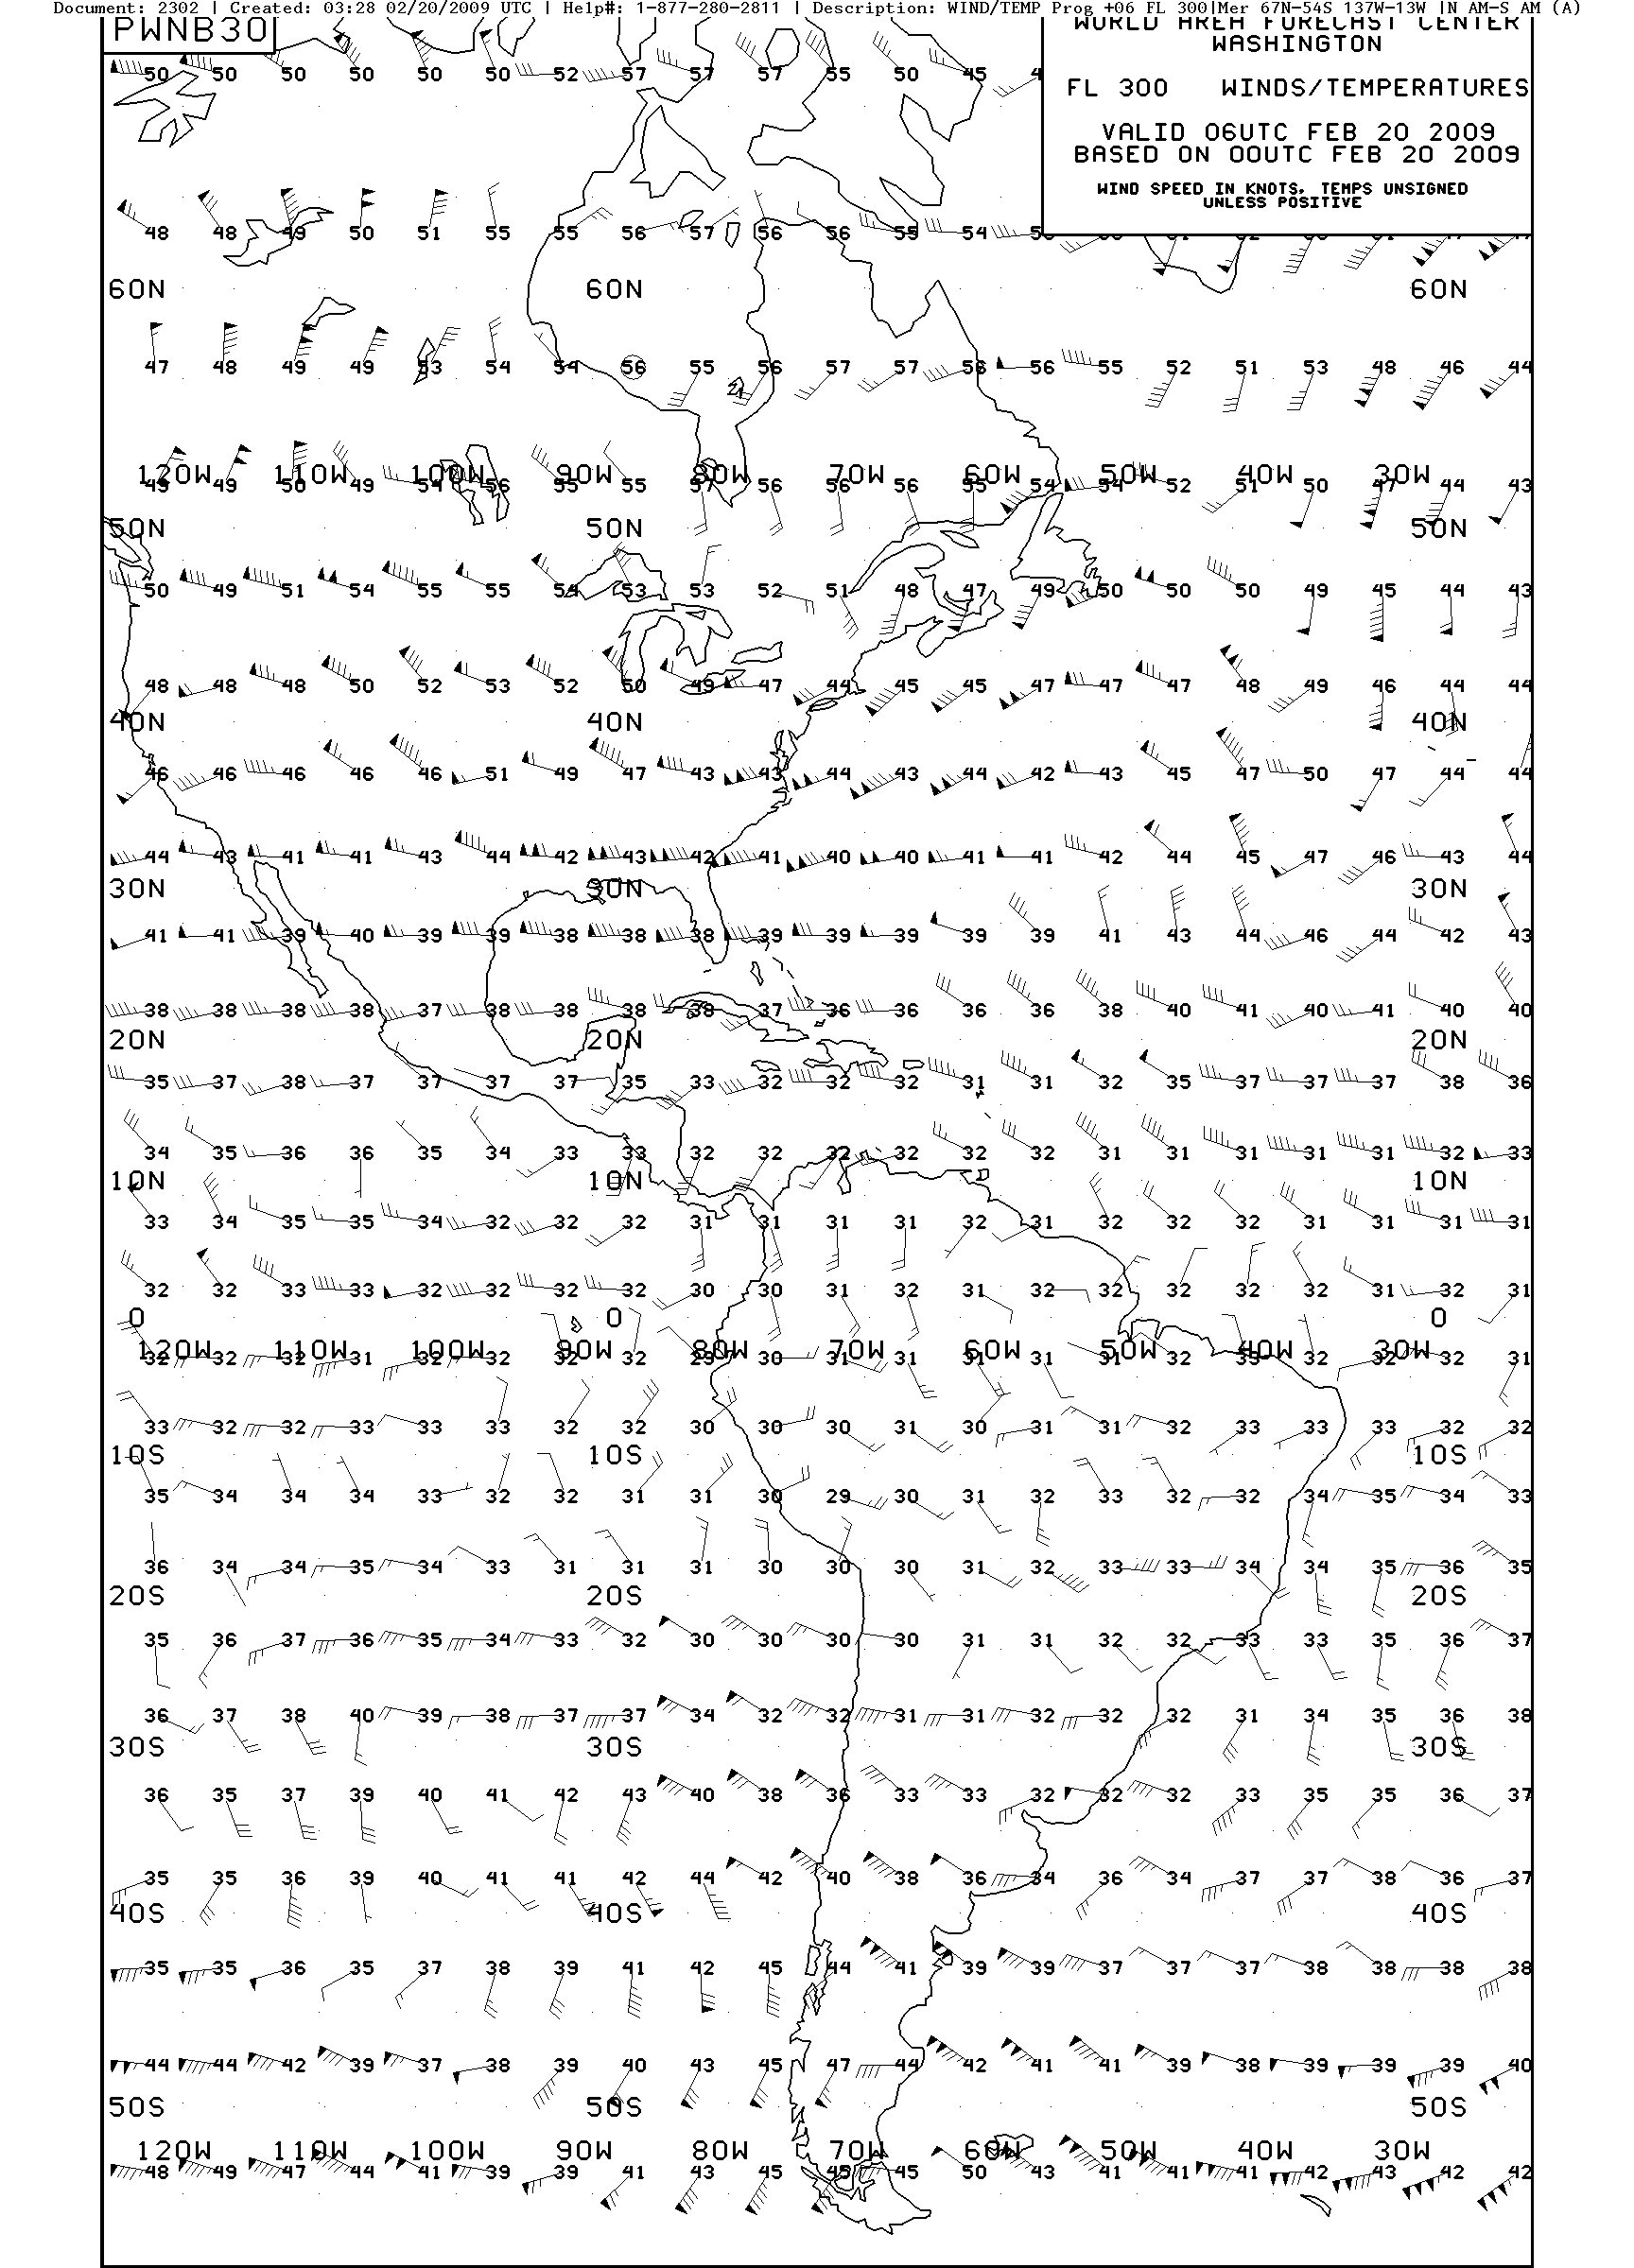 Document: 2302 | Created: 03:28 02/20/2009 UTC | Help#: 1-877-280-2811 | Description: WIND/TEMP Prog +06 FL 300|Mer 67N-54S 137W-13W |N AM-S AM (A)
PWNB30
WORLD AREA FORECAST CENTER
WASHINGTON
FL 300 WINDS/TEMPERATURES
VALID 06UTC FEB 20 2009
BASED ON 00UTC FEB 20 2009
WIND SPEED IN KNOTS, TEMPS UNSIGNED
UNLESS POSITIVE
50 50 50 50 50 50 52 57 57 57 55 50 45
48 48 49 50 51 55 55 56 57 56 56 55 54
60N 60N 60N
47 48 49 49 53 54 54 56 55 56 57 57 56 56 55 52 51 53 48 46 44
120W 110W 100W 90W 80W 70W 60W 50W 40W 30W
49 49 50 49 54 56 55 55 57 56 56 56 55 54 54 52 51 50 47 44 43
50N 50N 50N
50 49 51 54 55 55 54 53 53 52 51 48 47 49 50 50 50 49 45 44 43
48 48 48 50 52 53 52 50 49 47 44 45 45 47 47 47 48 49 46 44 44
40N 40N 40N
46 46 46 46 46 51 49 47 43 43 44 43 44 42 43 45 47 50 47 44 44
44 43 41 41 43 44 42 43 42 41 40 40 41 41 42 44 45 47 46 43 44
30N 30N 30N
41 41 39 40 39 39 38 38 38 39 39 39 39 39 41 43 44 46 44 42 43
38 38 38 38 37 38 38 38 38 37 36 36 36 36 38 40 41 40 41 40 40
20N 20N 20N
35 37 38 37 37 37 37 35 33 32 32 32 31 31 32 35 37 37 37 38 36
34 35 36 36 35 34 33 33 32 32 32 32 32 32 31 31 31 31 31 32 33
10N 10N 10N
33 34 35 35 34 32 32 32 31 31 31 31 32 31 32 32 32 31 31 31 31
32 32 33 33 32 32 32 32 30 30 31 32 31 32 32 32 32 32 31 32 31
0 0 0
120W 110W 100W 90W 80W 70W 60W 50W 40W 30W
32 32 32 31 32 32 32 32 29 30 31 31 31 31 31 32 33 32 32 32 31
33 32 32 33 33 33 32 32 30 30 30 31 30 31 31 32 33 33 33 32 32
10S 10S 10S
35 34 34 34 33 32 32 31 31 30 29 30 31 32 33 32 32 34 35 34 33
36 34 34 35 34 33 31 31 31 30 30 30 31 32 33 33 34 34 35 36 35
20S 20S 20S
35 36 37 36 35 34 33 32 30 30 30 30 31 31 32 32 33 33 35 36 37
36 37 38 40 39 38 37 37 34 32 32 31 31 32 32 32 31 34 35 36 38
30S 30S 30S
36 35 37 39 40 41 42 43 40 38 36 33 33 32 32 32 33 35 35 36 37
35 35 36 39 40 41 41 42 44 42 40 38 36 34 36 34 37 37 38 36 37
40S 40S 40S
35 35 36 35 37 38 39 41 42 45 44 41 39 39 37 37 37 38 38 38 38
44 44 42 39 37 38 39 40 43 45 47 44 42 41 41 39 38 39 39 39 40
50S 50S 50S
120W 110W 100W 90W 80W 70W 60W 50W 40W 30W
48 49 47 44 41 39 39 41 43 45 45 45 50 43 41 41 41 42 43 42 42